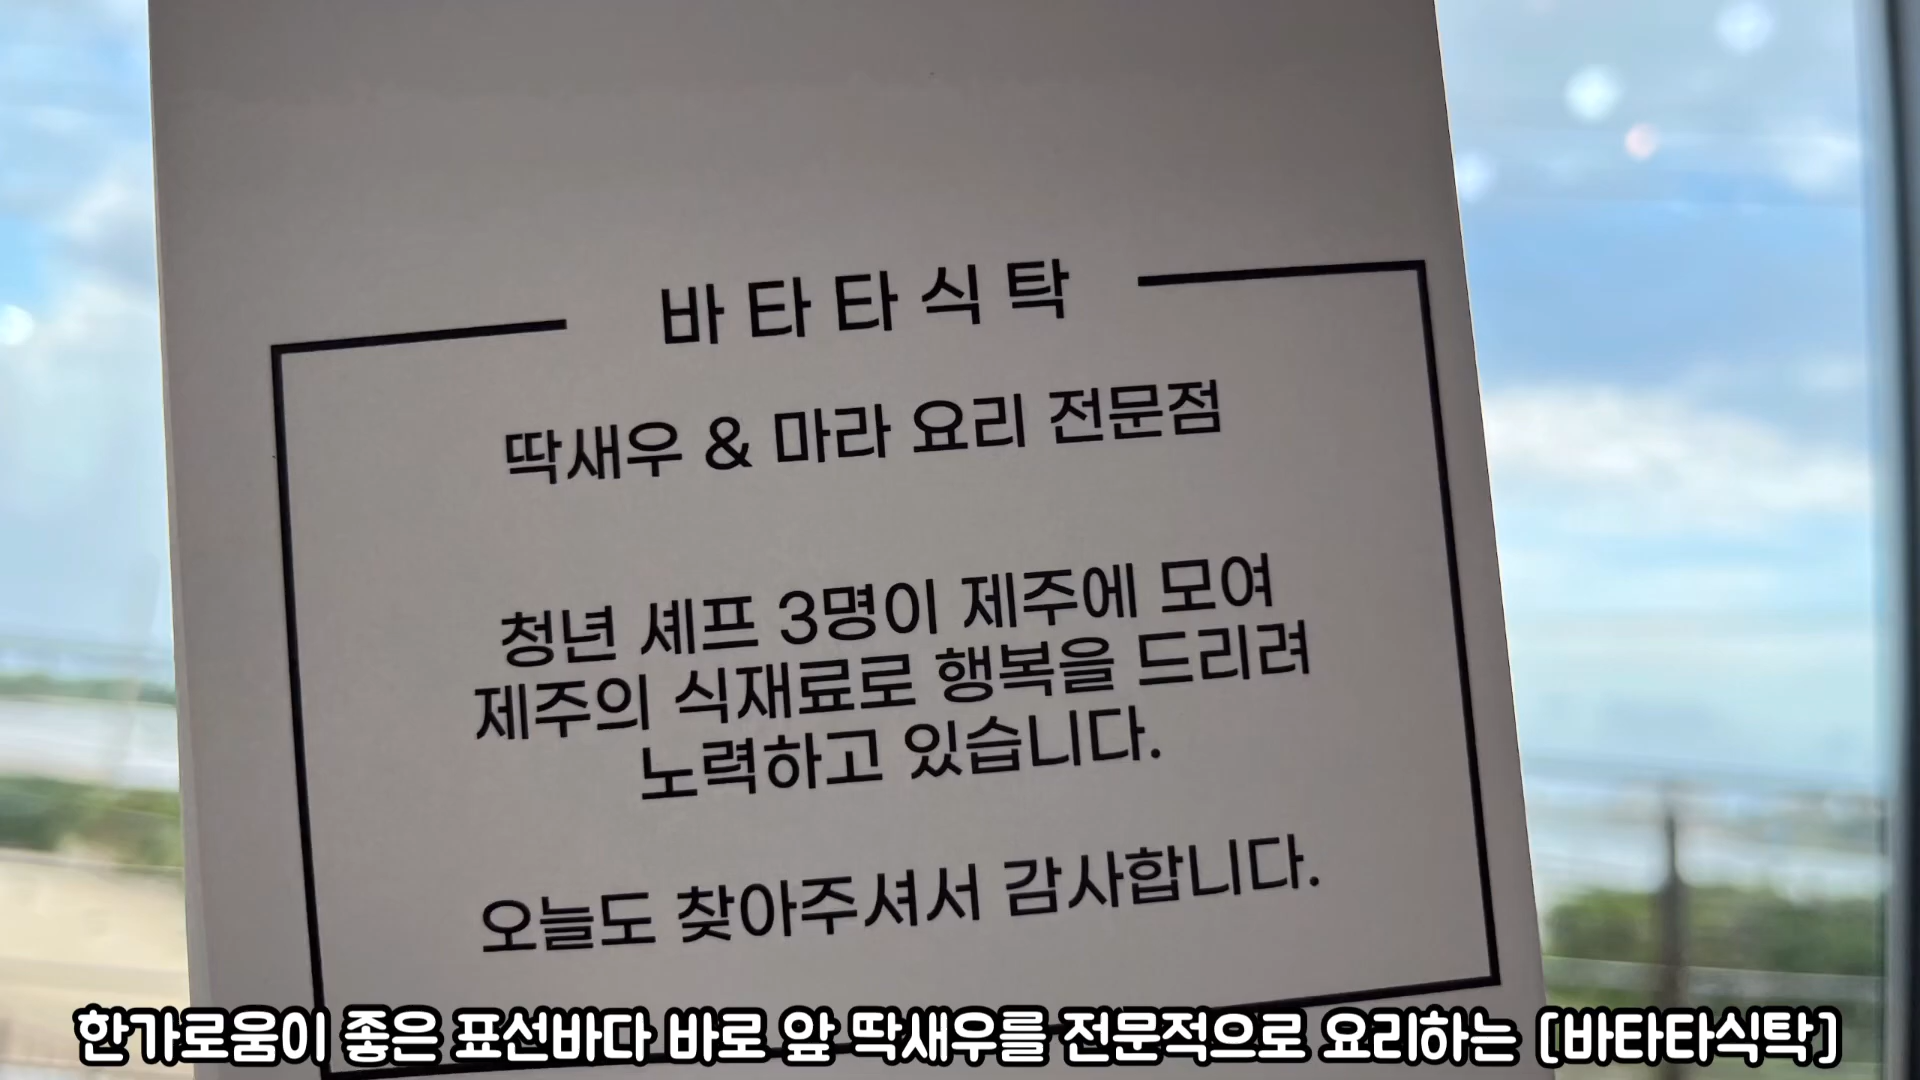 바타타식탁
딱새우 & 마라 요리 전문점
청년 셰프 3명이 제주에 모여
제주의 식재료로 행복을 드리려
노력하고 있습니다.
오늘도 찾아주셔서 감사합니다.
한가로움이 좋은 표선바다 바로 앞 딱새우를 전문적으로 요리하는 [바타타식탁]